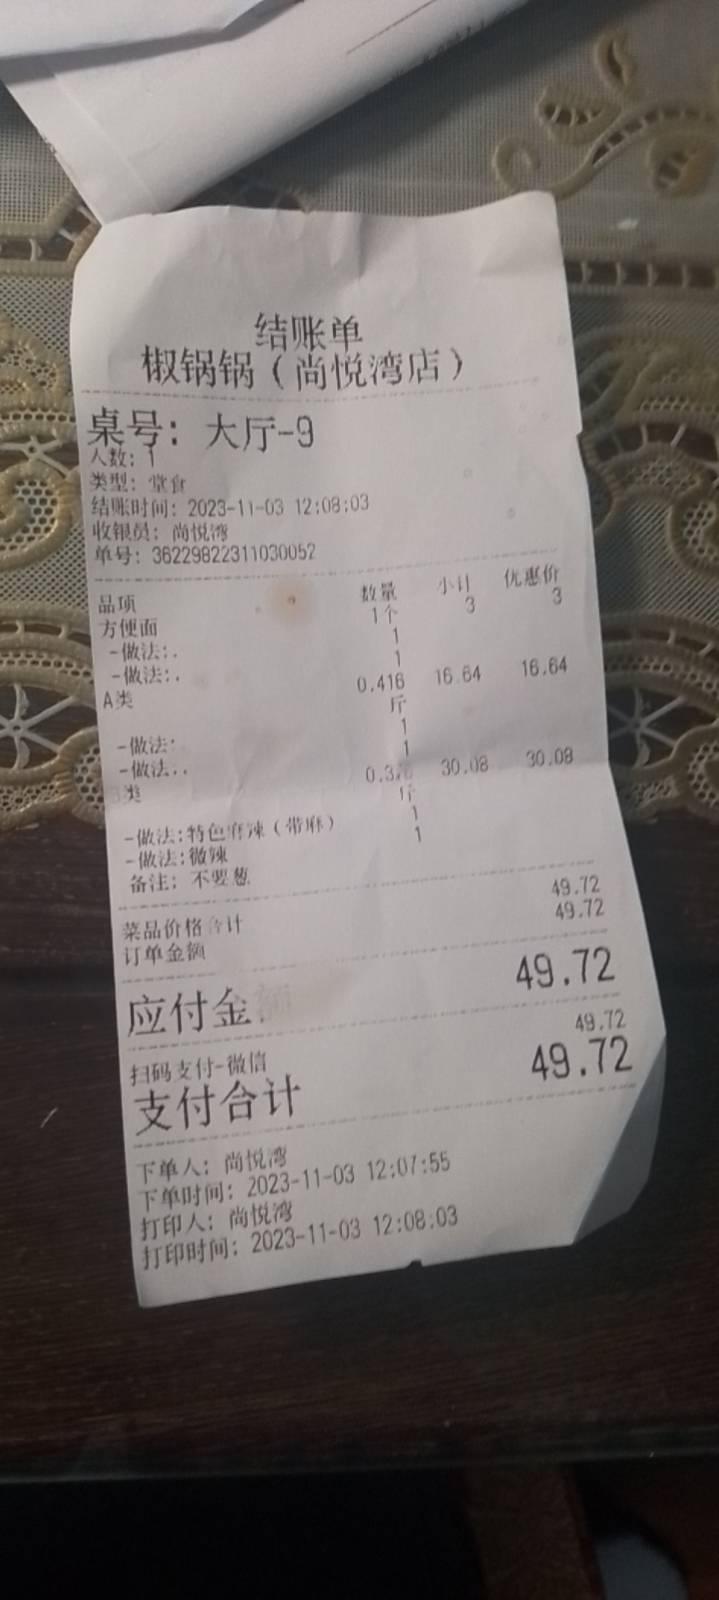 结账单
椒锅锅（尚悦湾店）
桌号: 大厅-9
人数: 1
类型: 堂食
结账时间: 2023-11-03 12:08:03
收银员: 尚悦湾
单号: 36229822311030052
品项 数量 小计 优惠价
方便面 1个 3 3
-做法:. 1
-做法:. 1
A类 0.416 16.64 16.64
斤
-做法: 1
-做法:.. 1
类 30.08 30.08
斤
-做法:特色麻辣（带麻） 1
-做法:微辣 1
备注: 不要葱
菜品价格合计 49.72
订单金额 49.72
应付金额 49.72
扫码支付-微信 49.72
支付合计 49.72
下单人: 尚悦湾
下单时间: 2023-11-03 12:07:55
打印人: 尚悦湾
打印时间: 2023-11-03 12:08:03